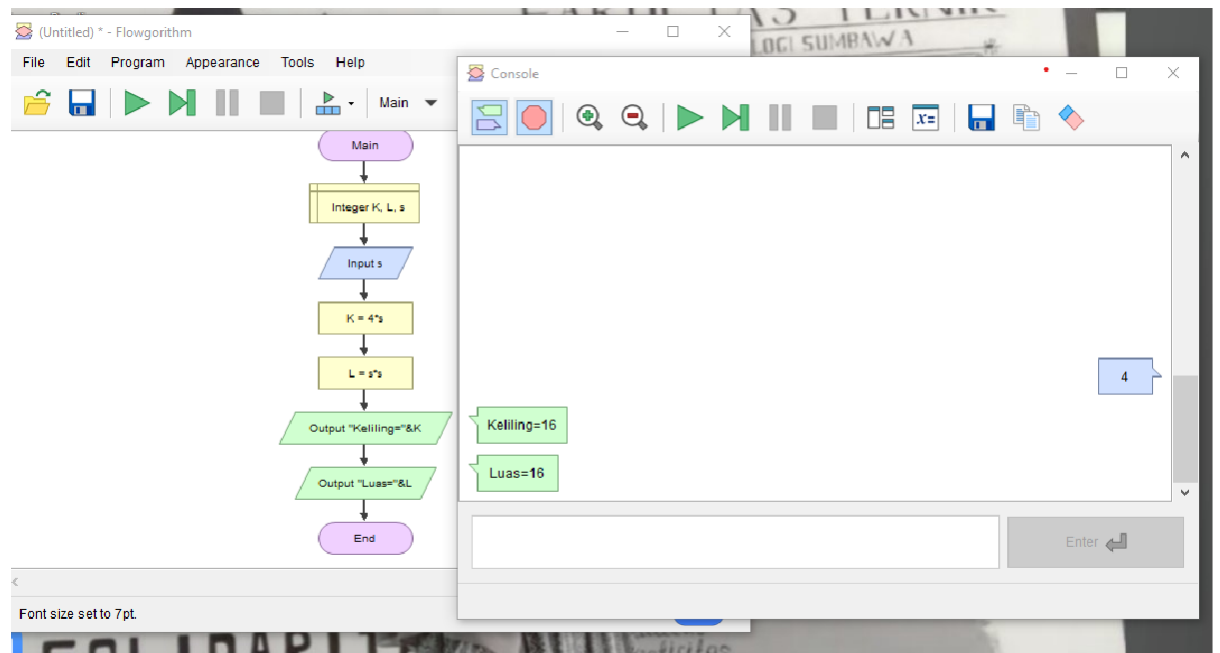 (Untitled) * - Flowgorithm
File Edit Program Appearance Tools Help
Main
Main
Integer K, L, s
Input s
K = 4*s
L = s*s
Output "Keliling="&K
Output "Luas="&L
End
Font size set to 7pt.
Console
x=
4
Keliling=16
Luas=16
Enter
TEKNIK
LOGI SUMBAWA